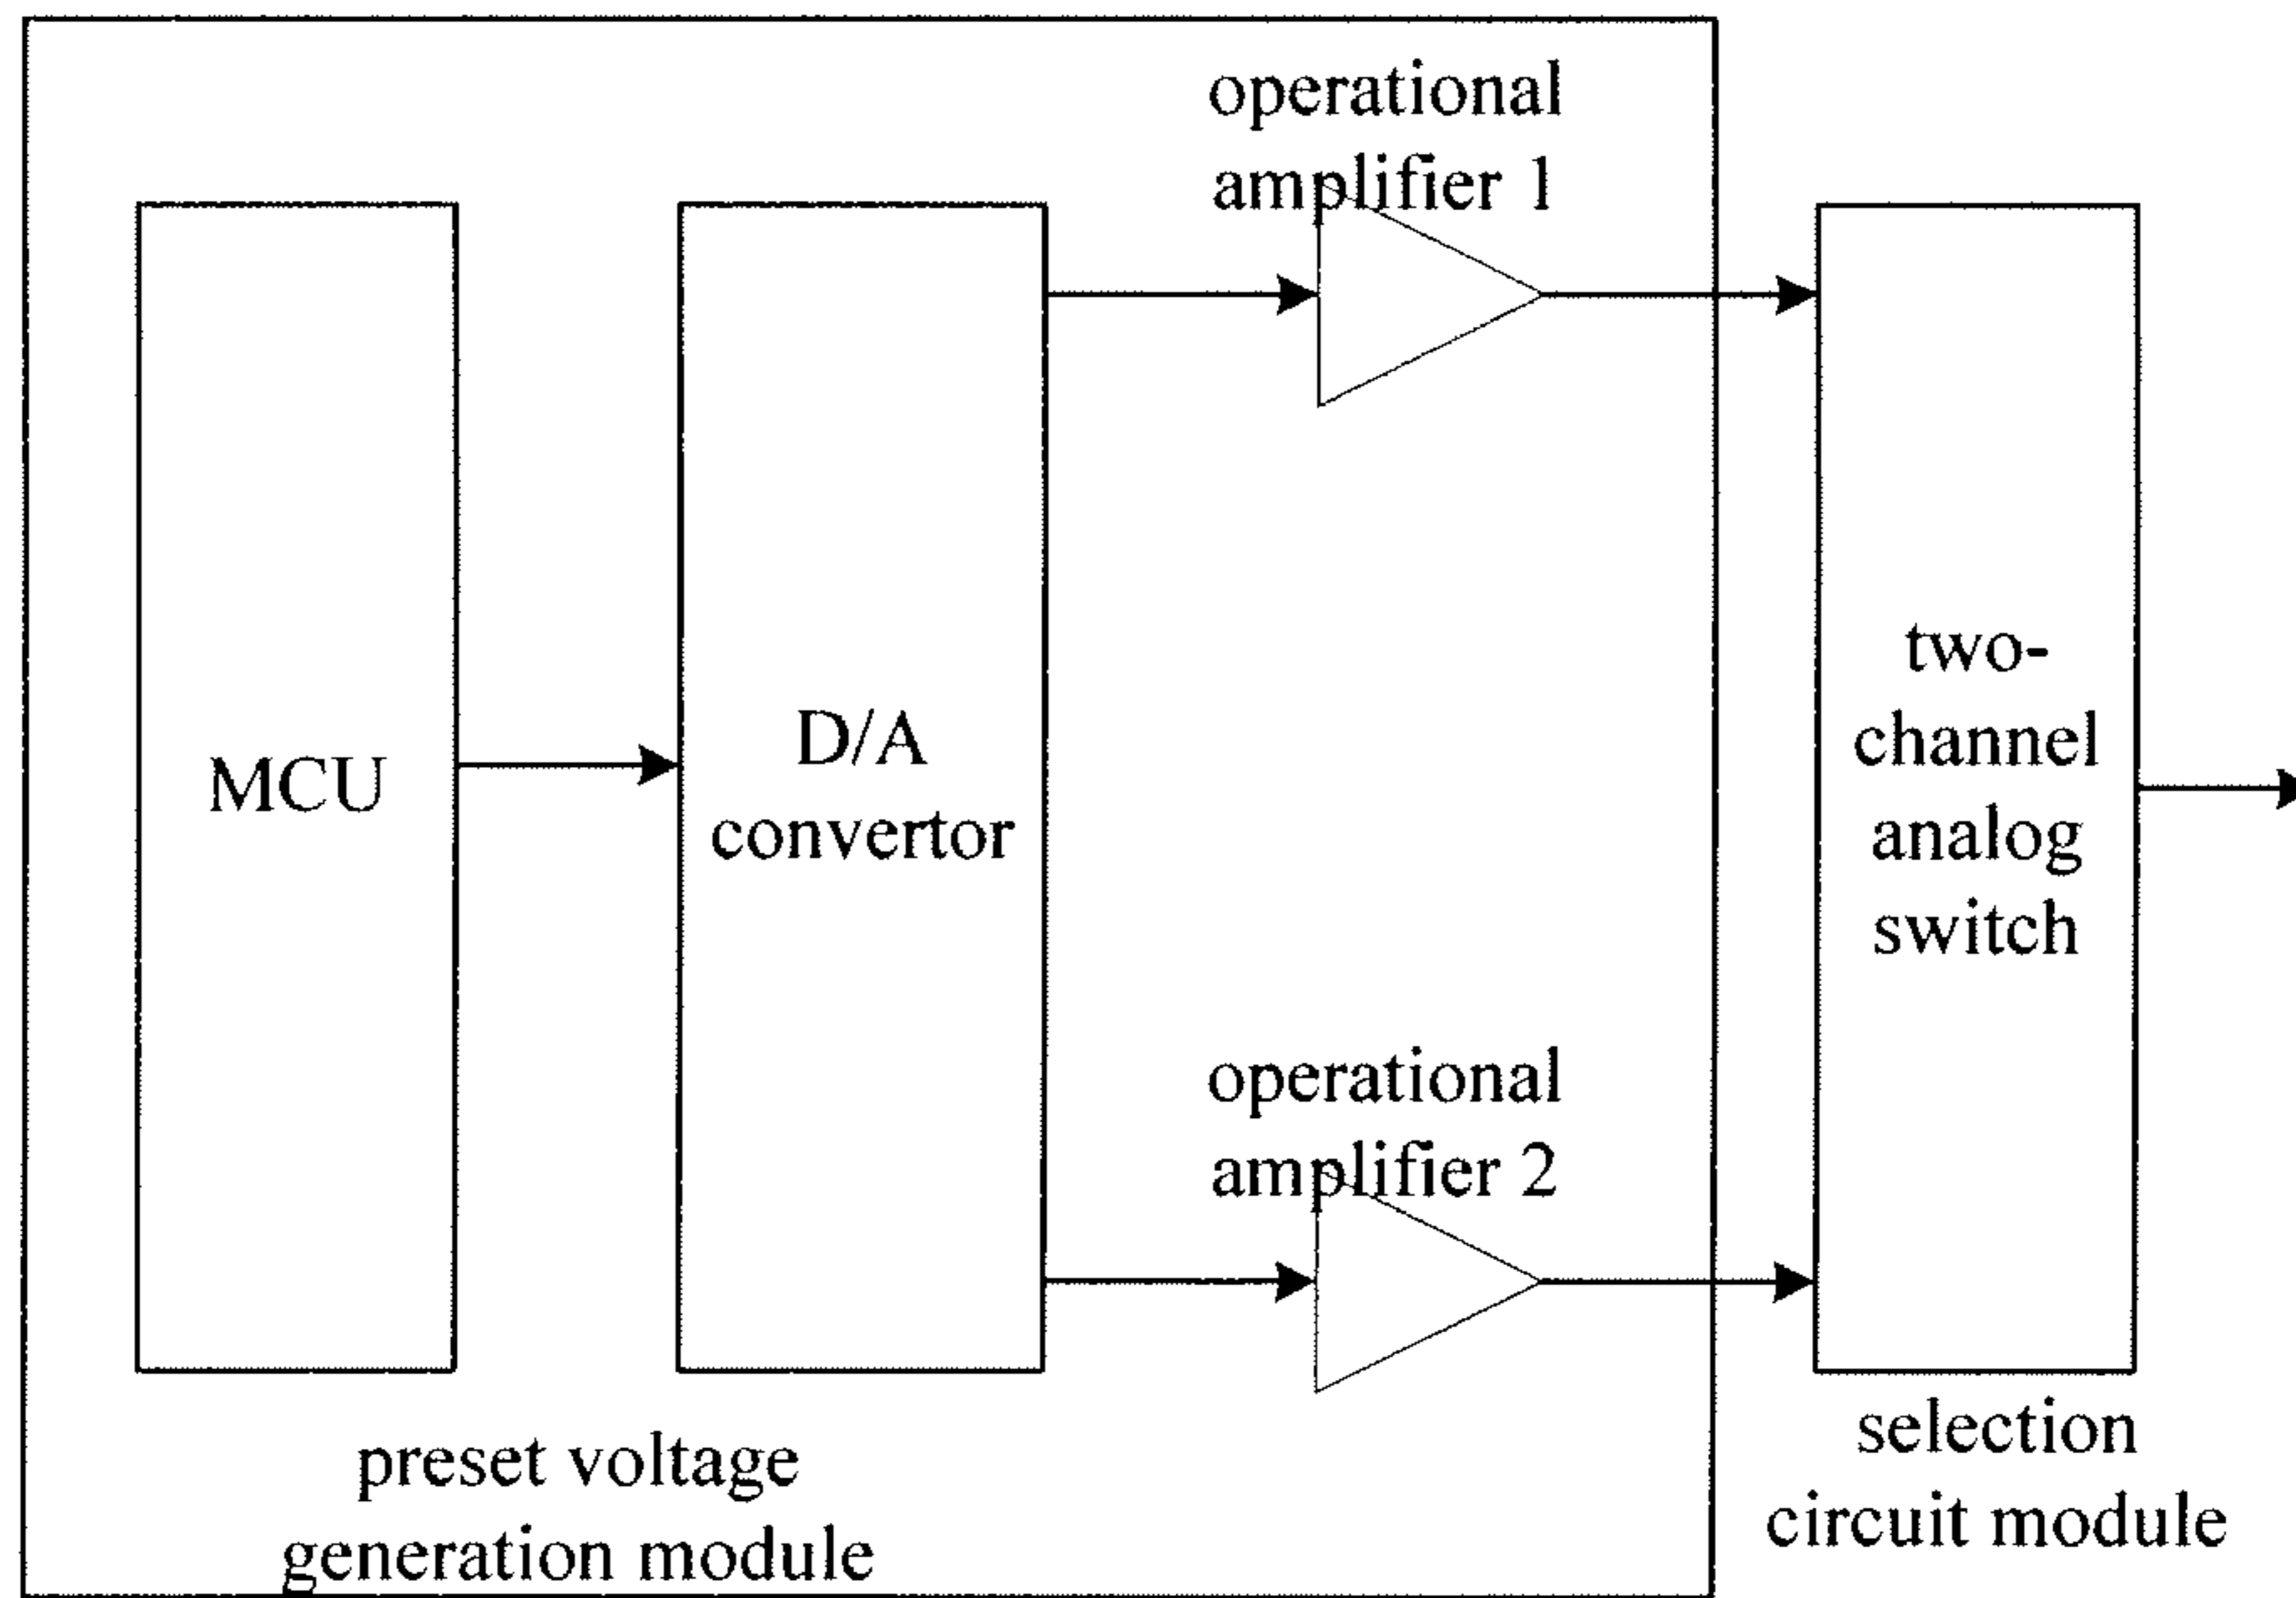 operational
amplifier 1
MCU
D/A
convertor
two-
channel
analog
switch
operational
amplifier 2
preset voltage
generation module
selection
circuit module